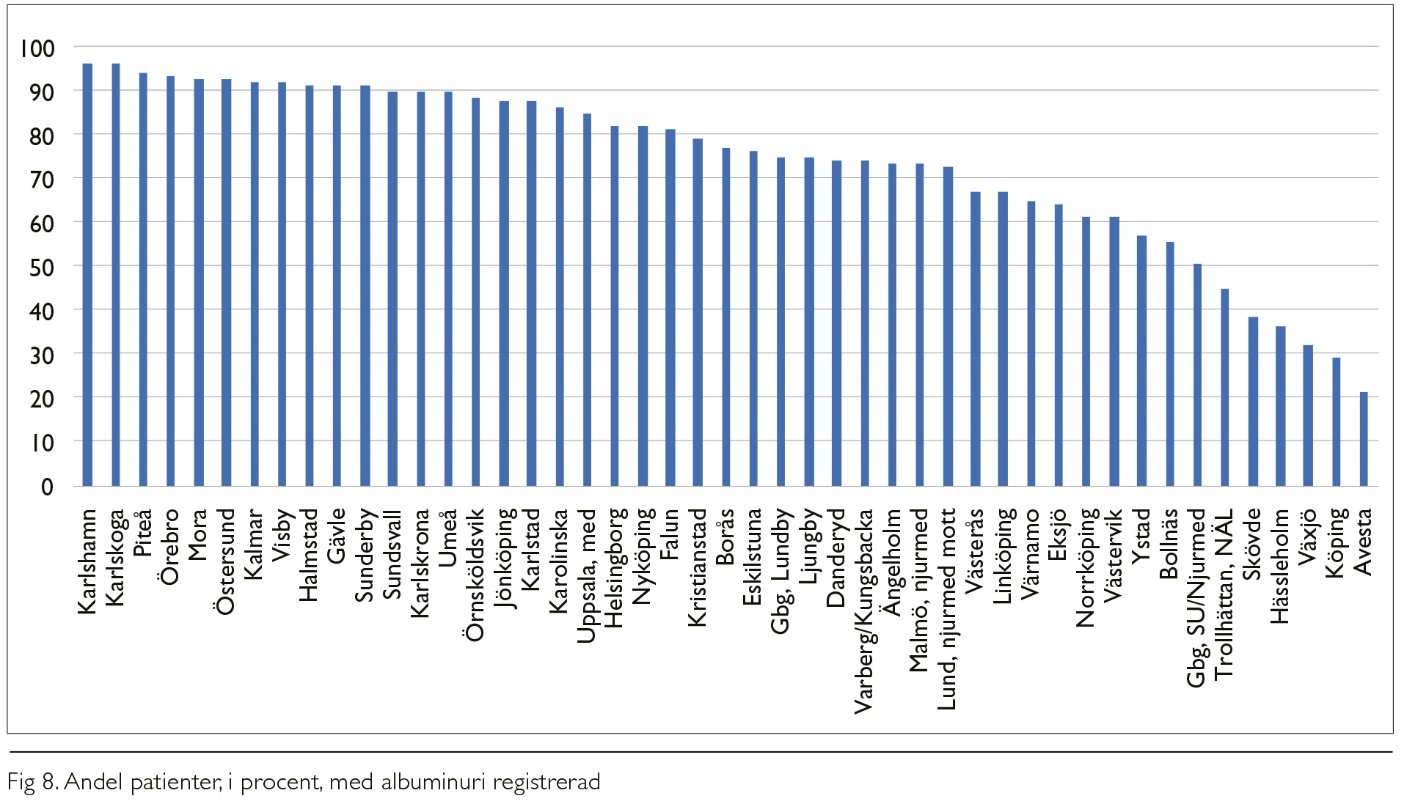 100
90
80
70
60
50
40
30
20
10
0
Karlshamn
Karlskoga
Piteå
Örebro
Mora
Östersund
Kalmar
Visby
Halmstad
Gävle
Sunderby
Sundsvall
Karlskrona
Umeå
Örnsköldsvik
Jönköping
Karlstad
Karolinska
Uppsala, med
Helsingborg
Nyköping
Falun
Kristianstad
Borås
Eskilstuna
Gbg, Lundby
Ljungby
Danderyd
Varberg/Kungsbacka
Ängelholm
Malmö, njurmed
Lund, njurmed mott
Västerås
Linköping
Värnamo
Eksjö
Norrköping
Västervik
Ystad
Bollnäs
Gbg, SU/Njurmed
Trollhättan, NÄL
Skövde
Hässleholm
Växjö
Köping
Avesta
Fig 8. Andel patienter, i procent, med albuminuri registrerad